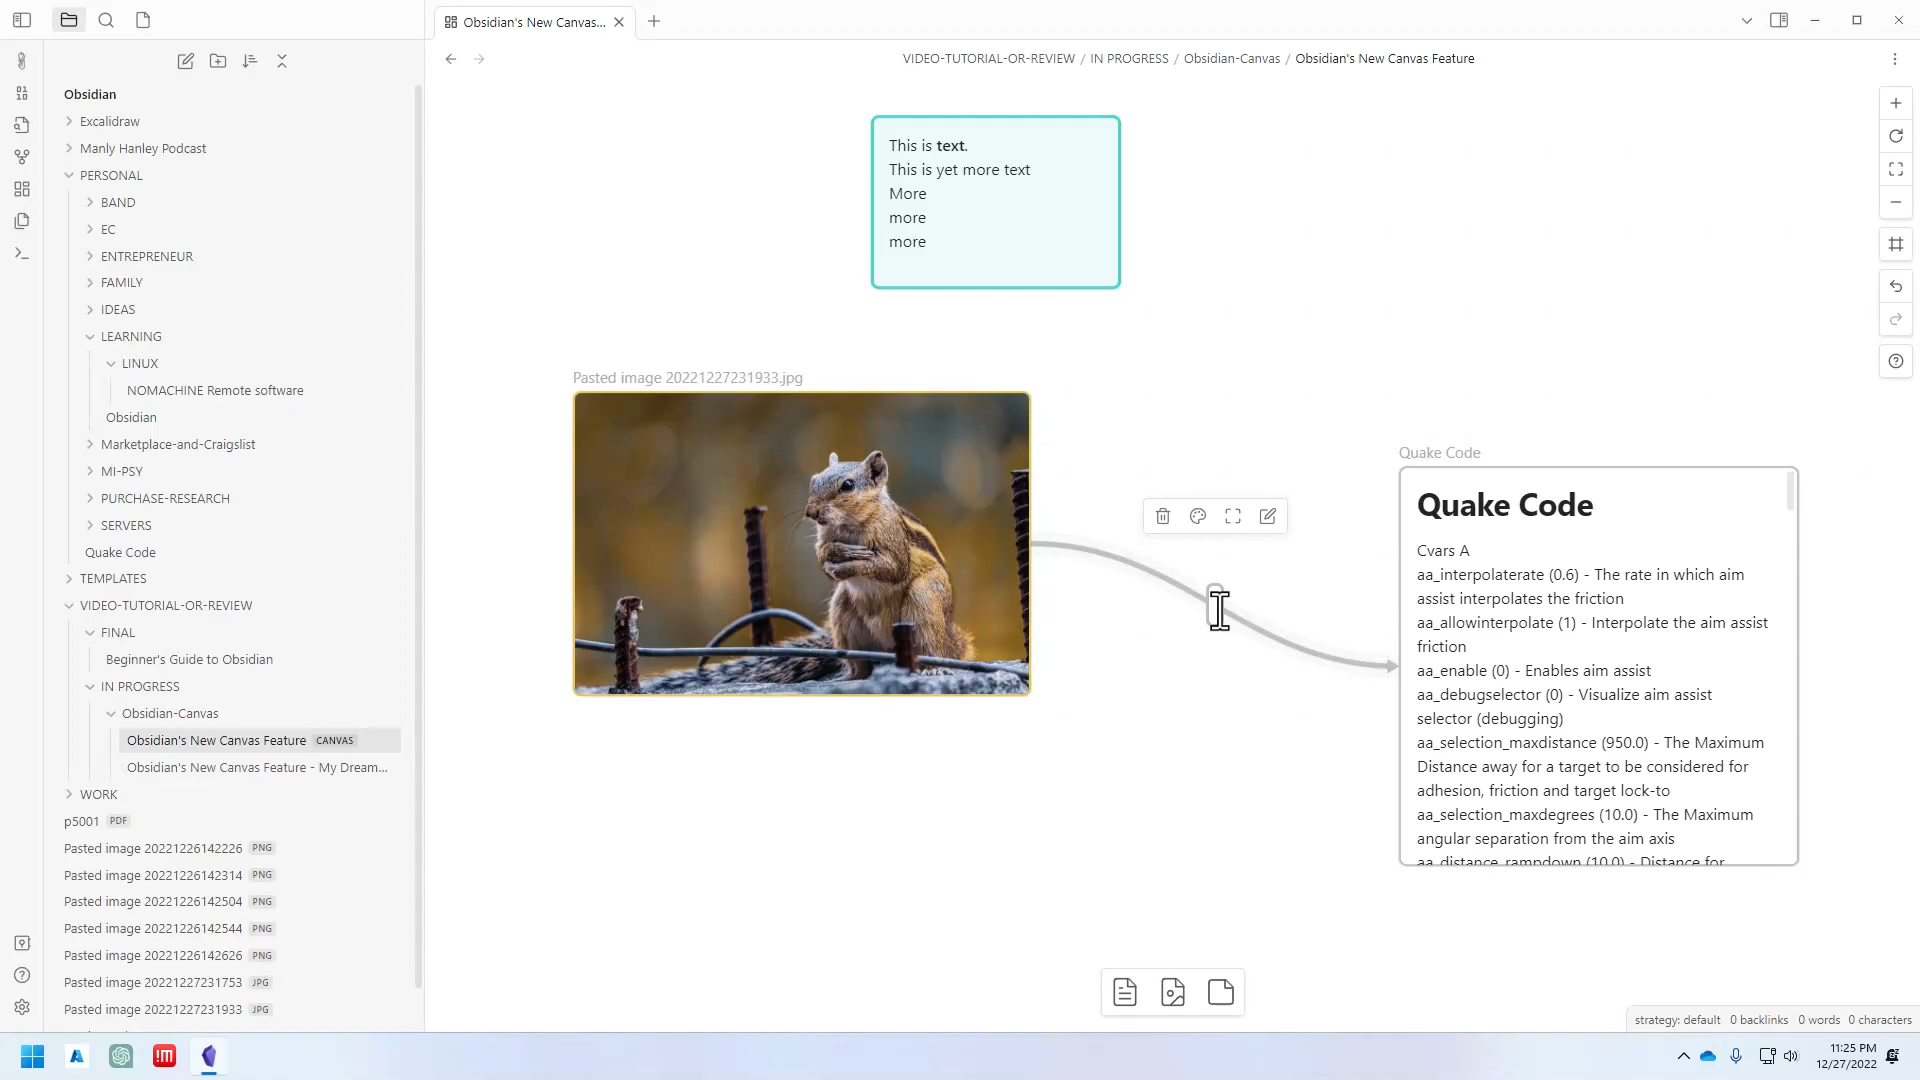 Obsidian's New Canvas...
VIDEO-TUTORIAL-OR-REVIEW / IN PROGRESS / Obsidian-Canvas / Obsidian's New Canvas Feature
Obsidian
Excalidraw
Manly Hanley Podcast
PERSONAL
BAND
EC
ENTREPRENEUR
FAMILY
IDEAS
LEARNING
LINUX
NOMACHINE Remote software
Obsidian
Marketplace-and-Craigslist
MI-PSY
PURCHASE-RESEARCH
SERVERS
Quake Code
TEMPLATES
VIDEO-TUTORIAL-OR-REVIEW
FINAL
Beginner's Guide to Obsidian
IN PROGRESS
Obsidian-Canvas
Obsidian's New Canvas Feature CANVAS
Obsidian's New Canvas Feature - My Dream...
WORK
p5001 PDF
Pasted image 20221226142226 PNG
Pasted image 20221226142314 PNG
Pasted image 20221226142504 PNG
Pasted image 20221226142544 PNG
Pasted image 20221226142626 PNG
Pasted image 20221227231753 JPG
Pasted image 20221227231933 JPG
This is text.
This is yet more text
More
more
more
Pasted image 20221227231933.jpg
Quake Code
Quake Code
Cvars A
aa_interpolaterate (0.6) - The rate in which aim
assist interpolates the friction
aa_allowinterpolate (1) - Interpolate the aim assist
friction
aa_enable (0) - Enables aim assist
aa_debugselector (0) - Visualize aim assist
selector (debugging)
aa_selection_maxdistance (950.0) - The Maximum
Distance away for a target to be considered for
adhesion, friction and target lock-to
aa_selection_maxdegrees (10.0) - The Maximum
angular separation from the aim axis
aa_distance_rampdown (10.0) - Distance for
strategy: default 0 backlinks 0 words 0 characters
!M
11:25 PM
12/27/2022